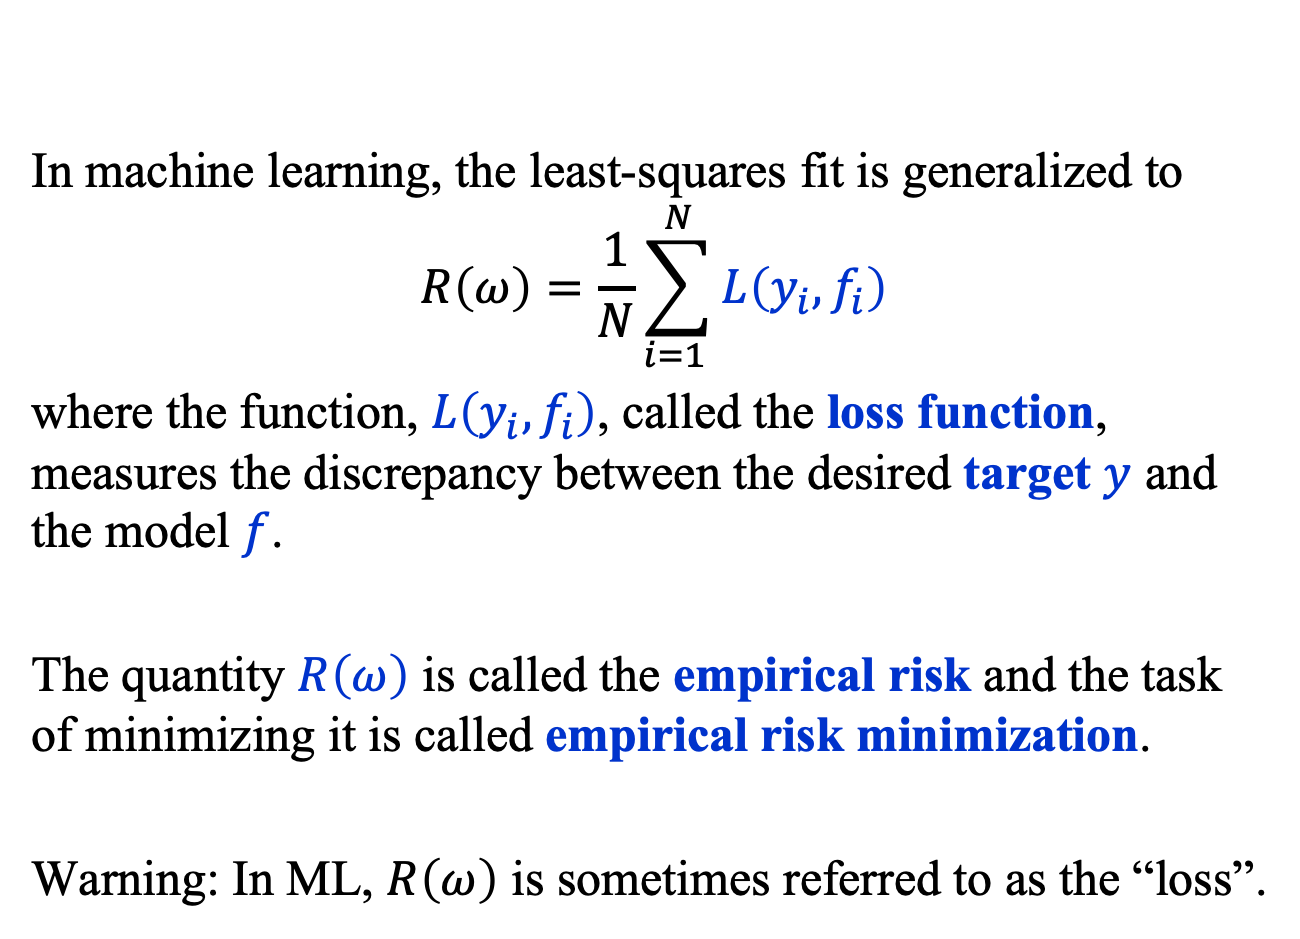 In machine learning, the least-squares fit is generalized to
R(ω) = 1/N ∑_{i=1}^{N} L(y_i, f_i)
where the function, L(y_i, f_i), called the loss function,
measures the discrepancy between the desired target y and
the model f.
The quantity R(ω) is called the empirical risk and the task
of minimizing it is called empirical risk minimization.
Warning: In ML, R(ω) is sometimes referred to as the “loss”.